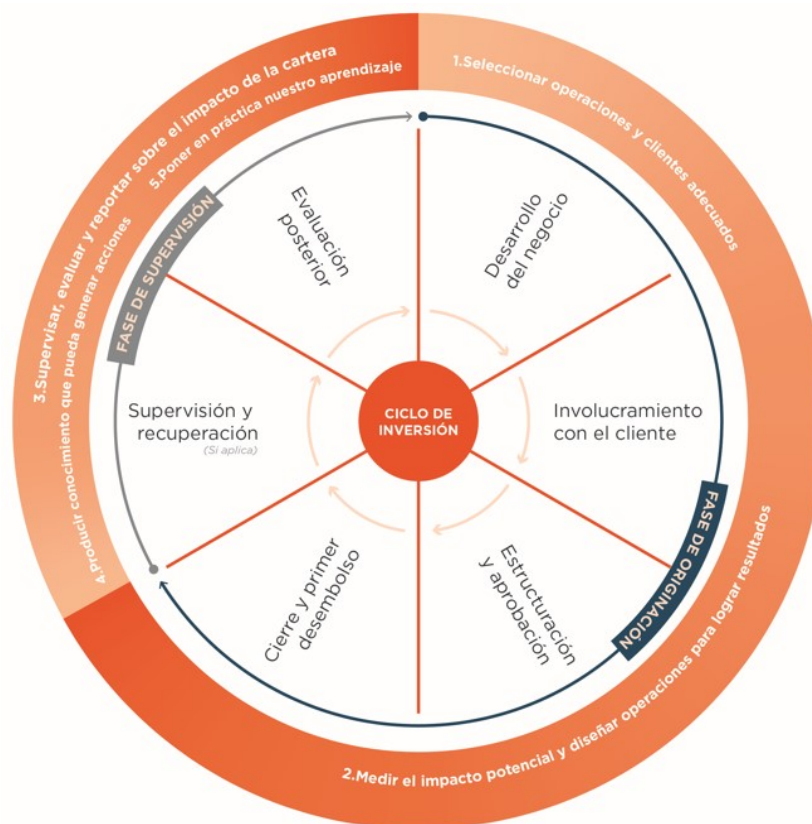 1.Seleccionar operaciones y clientes adecuados
2.Medir el impacto potencial y diseñar operaciones para lograr resultados
3.Supervisar, evaluar y reportar sobre el impacto de la cartera
4.Producir conocimiento que pueda generar acciones
5.Poner en práctica nuestro aprendizaje
FASE DE ORIGINACIÓN
FASE DE SUPERVISIÓN
Desarrollo
del negocio
Involucramiento
con el cliente
Estructuración
y aprobación
Cierre y primer
desembolso
Supervisión y
recuperación
(Si aplica)
Evaluación
posterior
CICLO DE
INVERSIÓN